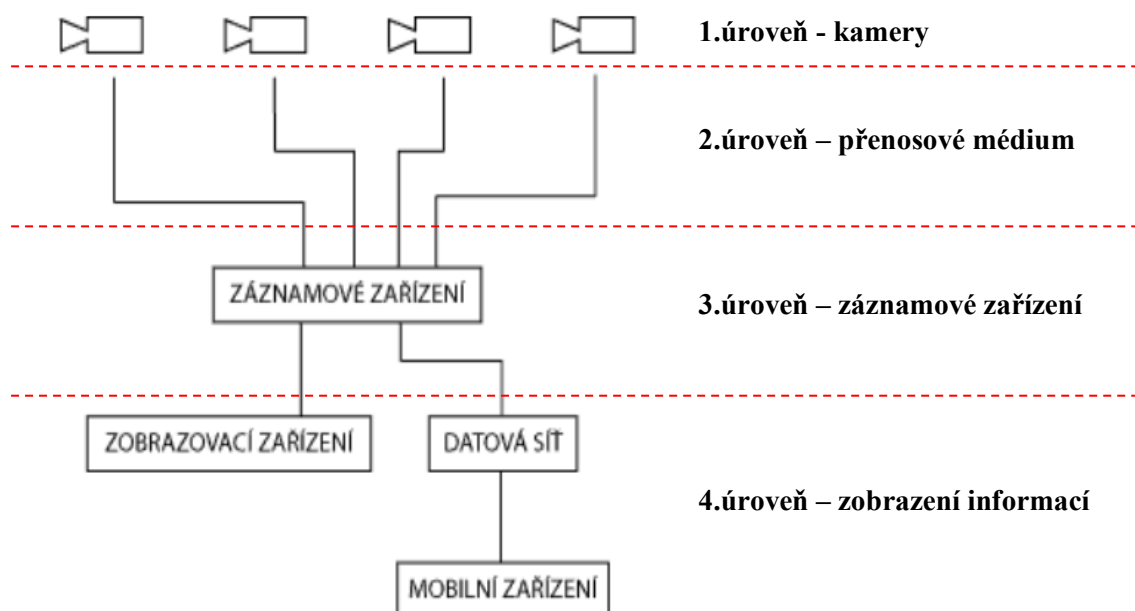 1.úroveň - kamery
2.úroveň – přenosové médium
ZÁZNAMOVÉ ZAŘÍZENÍ
3.úroveň – záznamové zařízení
ZOBRAZOVACÍ ZAŘÍZENÍ
DATOVÁ SÍŤ
4.úroveň – zobrazení informací
MOBILNÍ ZAŘÍZENÍ